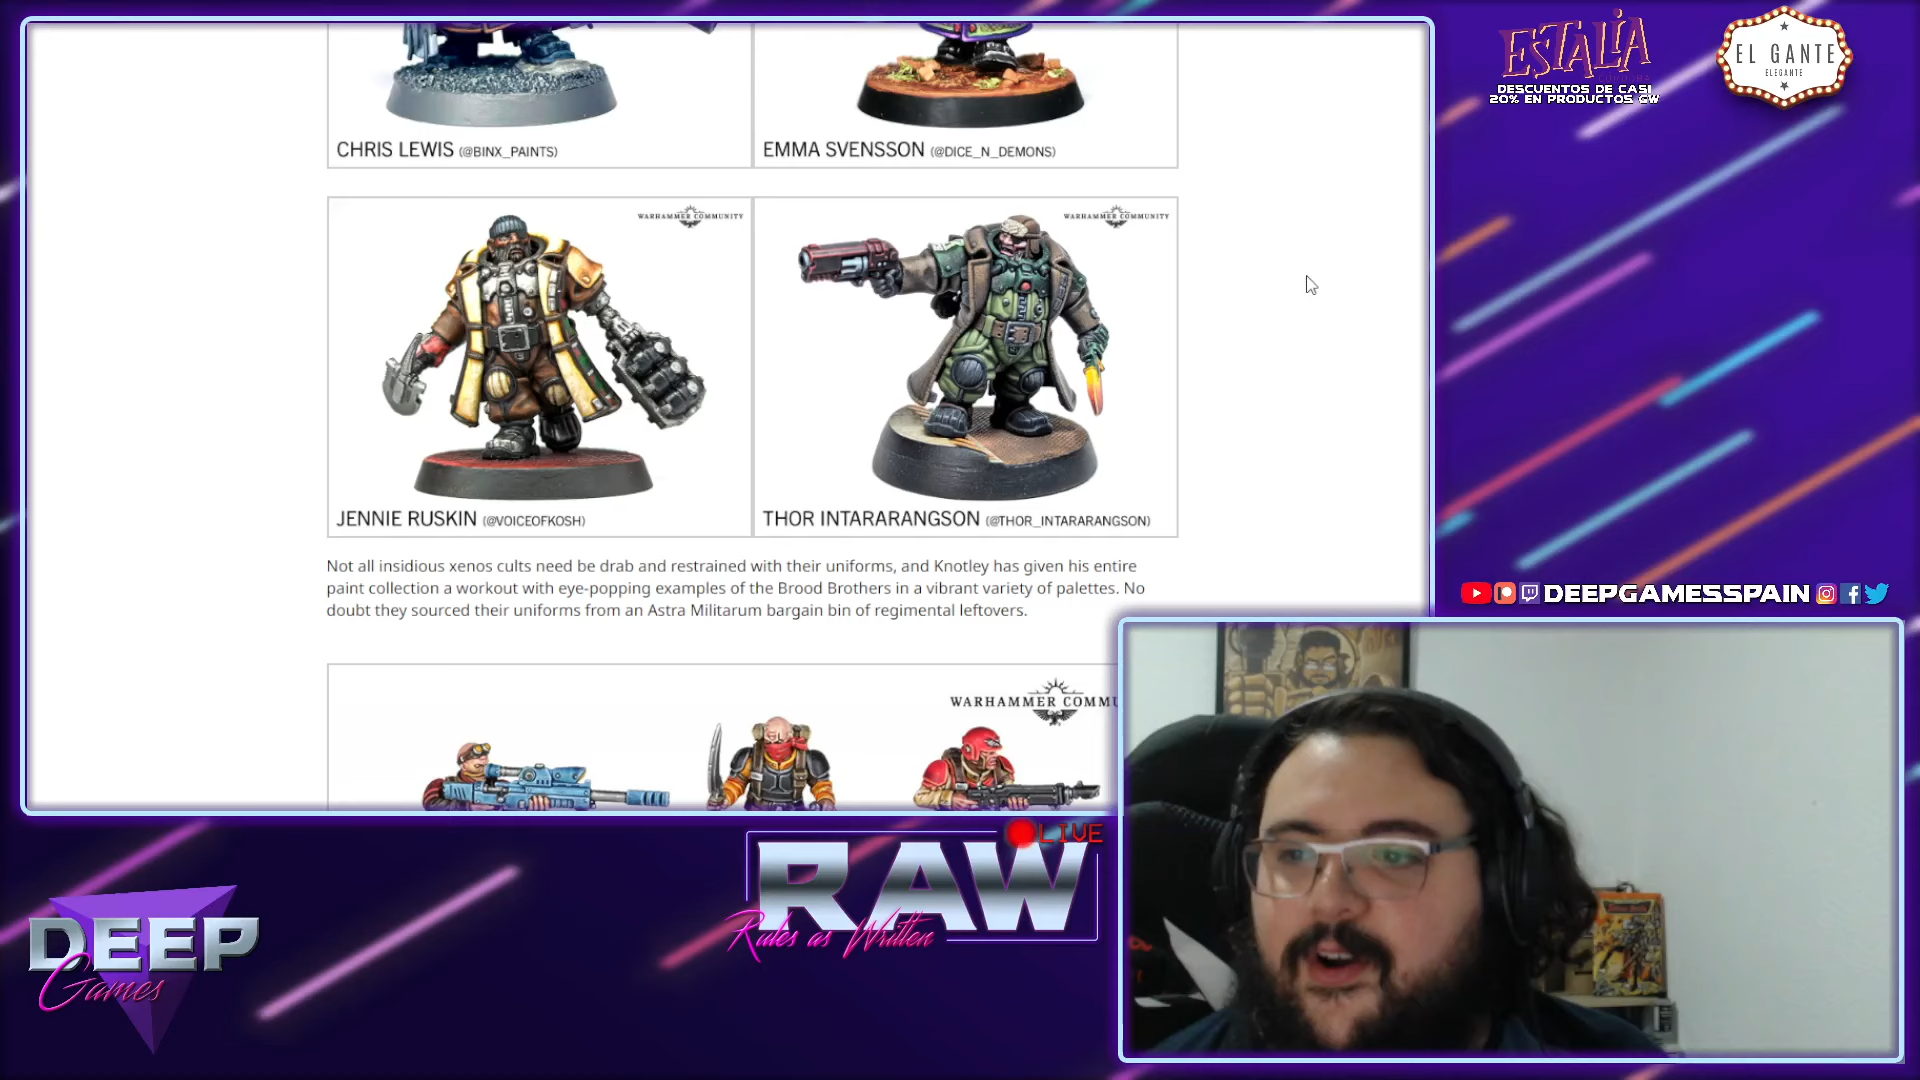 CHRIS LEWIS (@BINX_PAINTS)
EMMA SVENSSON (@DICE_N_DEMONS)
WARHAMMER COMMUNITY
WARHAMMER COMMUNITY
JENNIE RUSKIN (@VOICEOFKOSH)
THOR INTARARANGSON (@THOR_INTARARANGSON)
Not all insidious xenos cults need be drab and restrained with their uniforms, and Knotley has given his entire
paint collection a workout with eye-popping examples of the Brood Brothers in a vibrant variety of palettes. No
doubt they sourced their uniforms from an Astra Militarum bargain bin of regimental leftovers.
WARHAMMER COMMU
ESTALIA
DESCUENTOS DE CASI
20% EN PRODUCTOS GW
EL GANTE
ELEGANTE
DEEPGAMESSPAIN
LIVE
RAW
Rules as Written
DEEP
Games